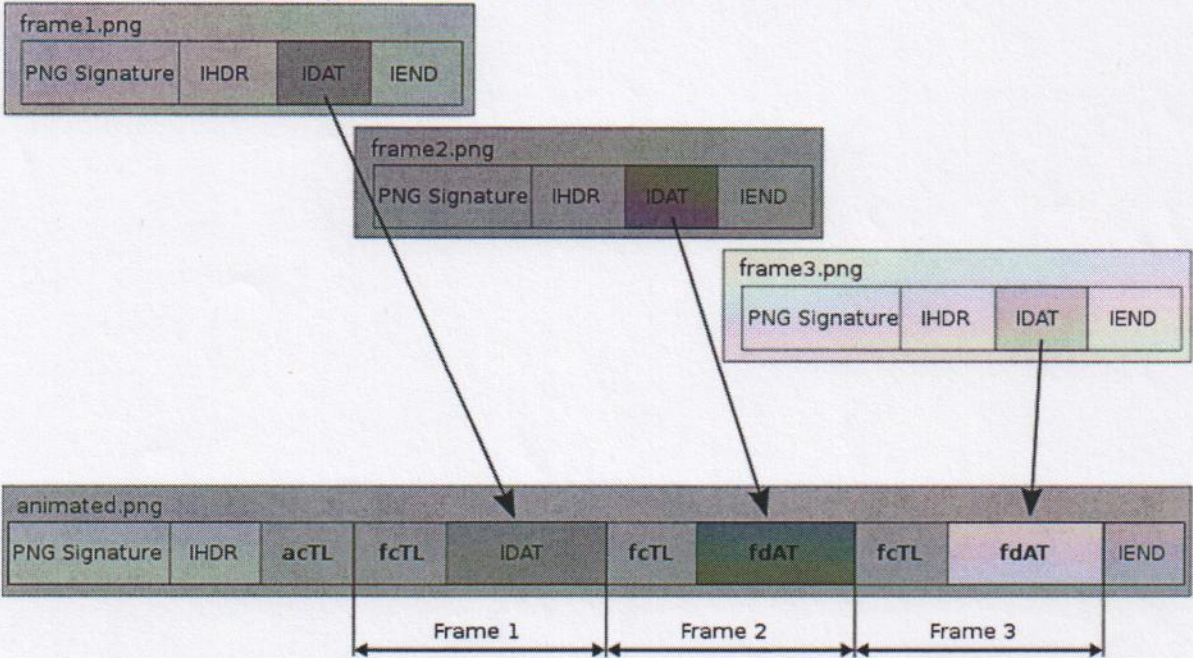 frame1.png
PNG Signature IHDR IDAT IEND
frame2.png
PNG Signature IHDR IDAT IEND
frame3.png
PNG Signature IHDR IDAT IEND
animated.png
PNG Signature IHDR acTL fcTL IDAT fcTL fdAT fcTL fdAT IEND
Frame 1 Frame 2 Frame 3